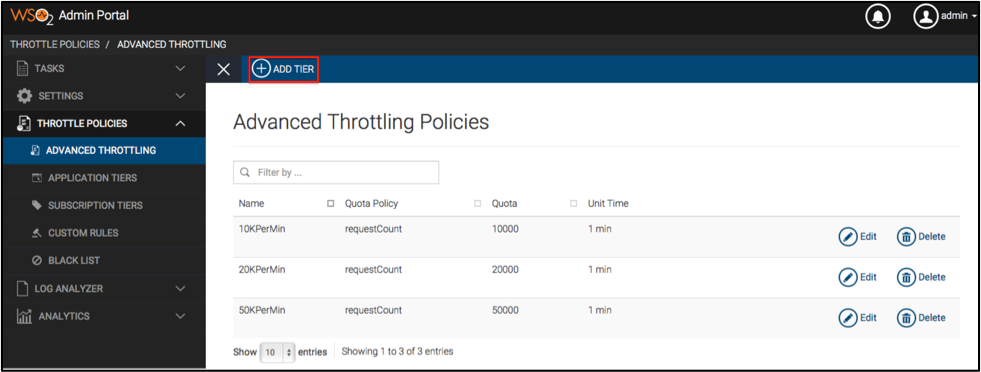 WSO2 Admin Portal
admin
THROTTLE POLICIES / ADVANCED THROTTLING
TASKS
SETTINGS
THROTTLE POLICIES
ADVANCED THROTTLING
APPLICATION TIERS
SUBSCRIPTION TIERS
CUSTOM RULES
BLACK LIST
LOG ANALYZER
ANALYTICS
ADD TIER
Advanced Throttling Policies
Filter by ...
Name Quota Policy Quota Unit Time
10KPerMin requestCount 10000 1 min Edit Delete
20KPerMin requestCount 20000 1 min Edit Delete
50KPerMin requestCount 50000 1 min Edit Delete
Show 10 entries Showing 1 to 3 of 3 entries